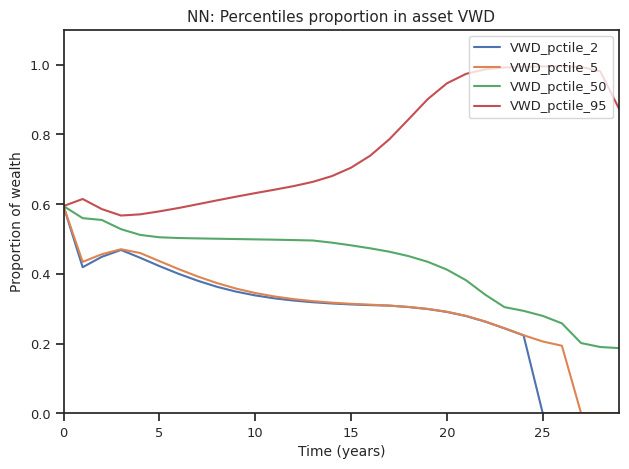 NN: Percentiles proportion in asset VWD
VWD_pctile_2
VWD_pctile_5
VWD_pctile_50
VWD_pctile_95
Proportion of wealth
1.0
0.8
0.6
0.4
0.2
0.0
0 5 10 15 20 25
Time (years)